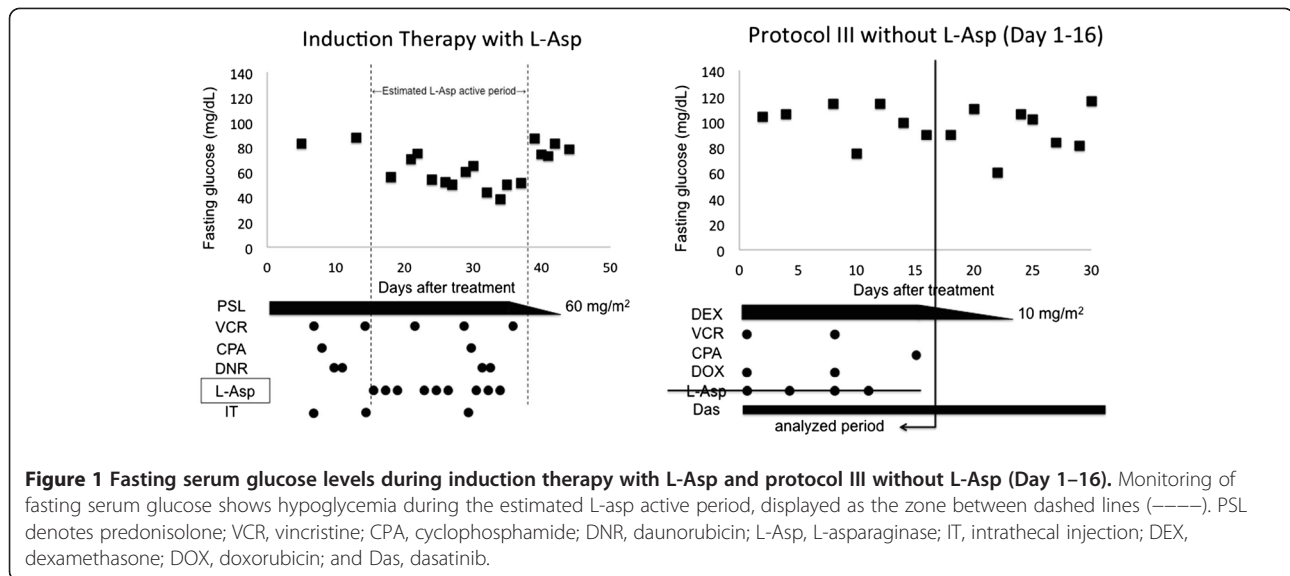 Induction Therapy with L-Asp
Fasting glucose (mg/dL)
140
120
100
80
60
40
20
0
←Estimated L-Asp active period→
0 10 20 30 40 50
Days after treatment
PSL
60 mg/m²
VCR
CPA
DNR
L-Asp
IT
Protocol III without L-Asp (Day 1-16)
Fasting glucose (mg/dL)
140
120
100
80
60
40
20
0
0 5 10 15 20 25 30
Days after treatment
DEX
10 mg/m²
VCR
CPA
DOX
L-Asp
Das
analyzed period
Figure 1 Fasting serum glucose levels during induction therapy with L-Asp and protocol III without L-Asp (Day 1–16). Monitoring of
fasting serum glucose shows hypoglycemia during the estimated L-asp active period, displayed as the zone between dashed lines (––––). PSL
denotes predonisolone; VCR, vincristine; CPA, cyclophosphamide; DNR, daunorubicin; L-Asp, L-asparaginase; IT, intrathecal injection; DEX,
dexamethasone; DOX, doxorubicin; and Das, dasatinib.